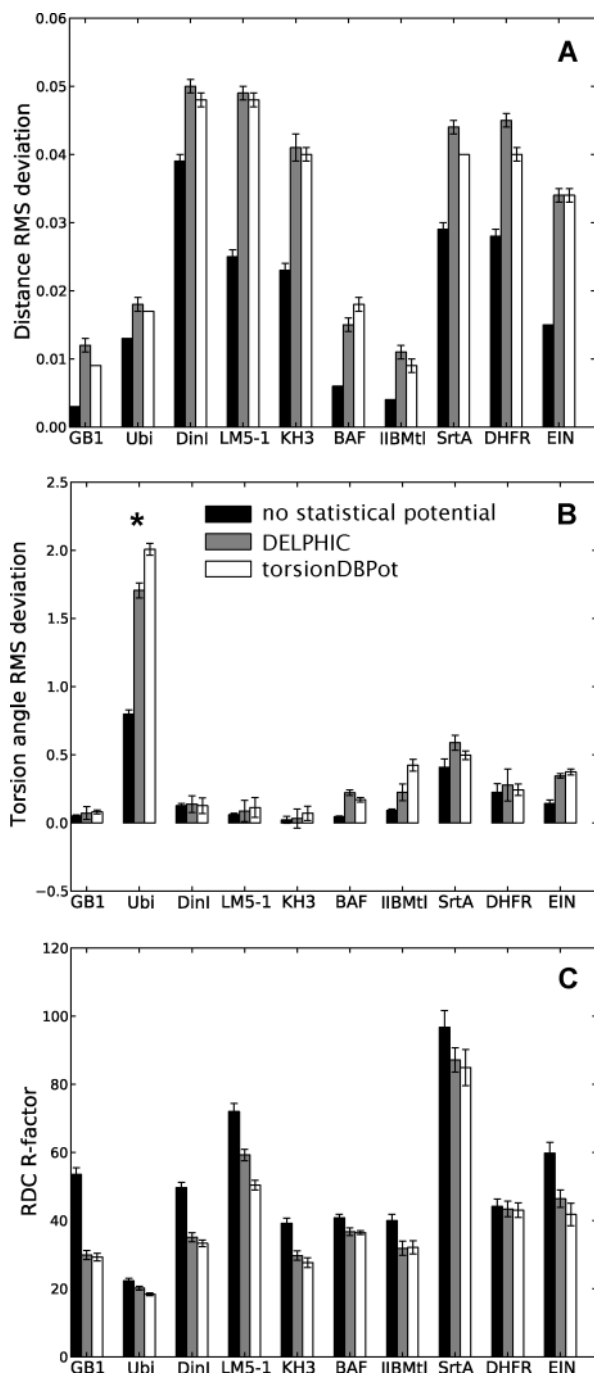 0.06
A
0.05
0.04
0.03
0.02
0.01
0.00
Distance RMS deviation
GB1 Ubi DinI LM5-1 KH3 BAF IIBMtl SrtA DHFR EIN
2.5
B
no statistical potential
DELPHIC
torsionDBPot
*
2.0
1.5
1.0
0.5
0.0
−0.5
Torsion angle RMS deviation
GB1 Ubi DinI LM5-1 KH3 BAF IIBMtl SrtA DHFR EIN
120
C
100
80
60
40
20
0
RDC R-factor
GB1 Ubi DinI LM5-1 KH3 BAF IIBMtl SrtA DHFR EIN